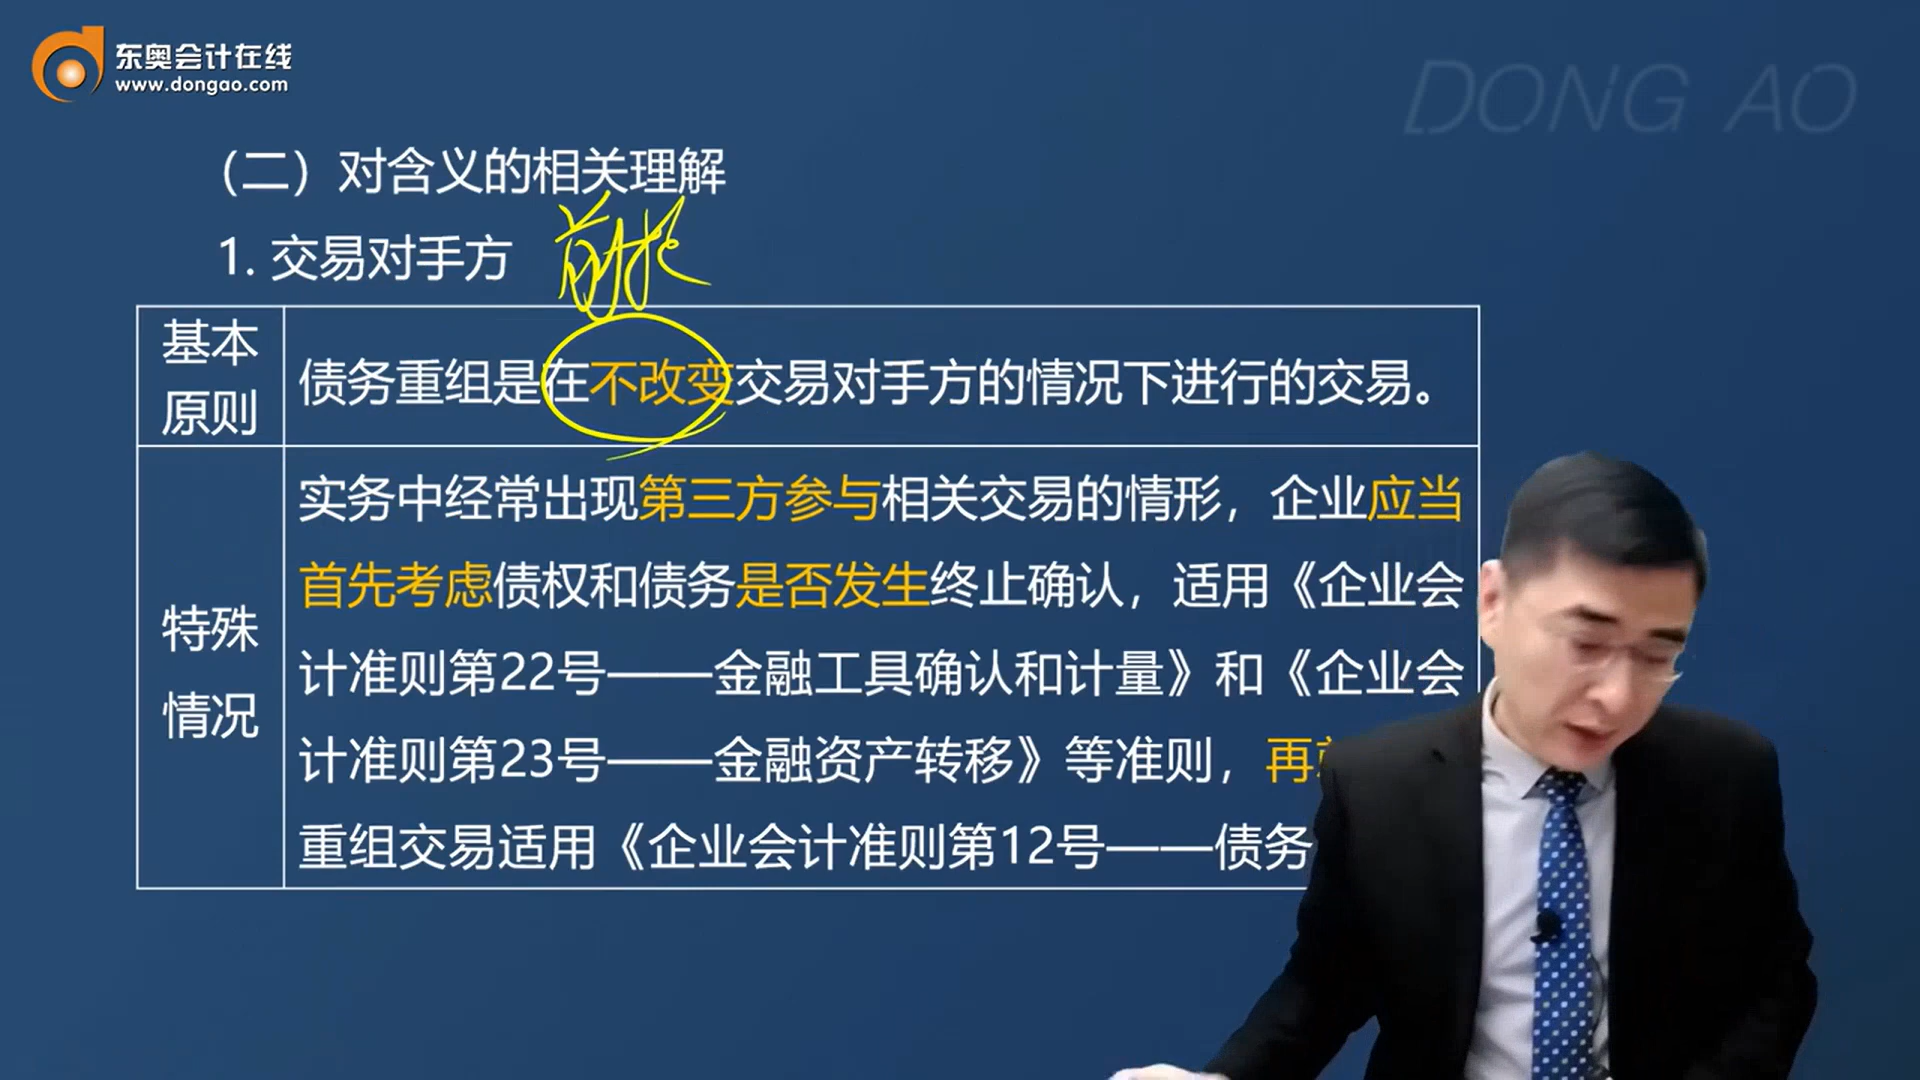 东奥会计在线
www.dongao.com
DONG AO
（二）对含义的相关理解
1. 交易对手方
前提
基本
原则
债务重组是在不改变交易对手方的情况下进行的交易。
特殊
情况
实务中经常出现第三方参与相关交易的情形，企业应当
首先考虑债权和债务是否发生终止确认，适用《企业会
计准则第22号——金融工具确认和计量》和《企业会
计准则第23号——金融资产转移》等准则，再
重组交易适用《企业会计准则第12号——债务